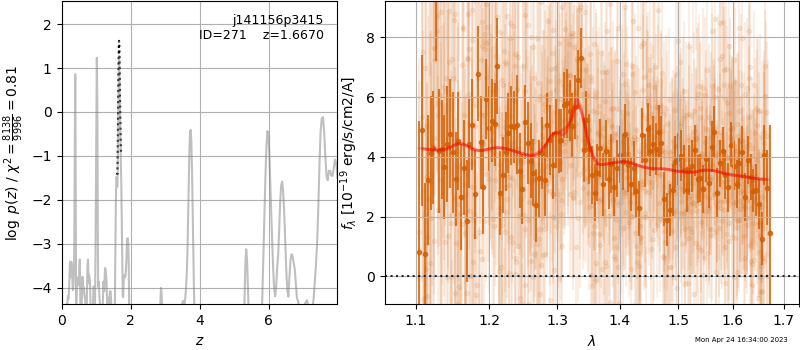 j141156p3415
ID=271 z=1.6670
log p(z) / χ² = 8138/9996 = 0.81
2
1
0
−1
−2
−3
−4
0 2 4 6
z
f_λ [10⁻¹⁹ erg/s/cm2/A]
8
6
4
2
0
1.1 1.2 1.3 1.4 1.5 1.6 1.7
λ
Mon Apr 24 16:34:00 2023